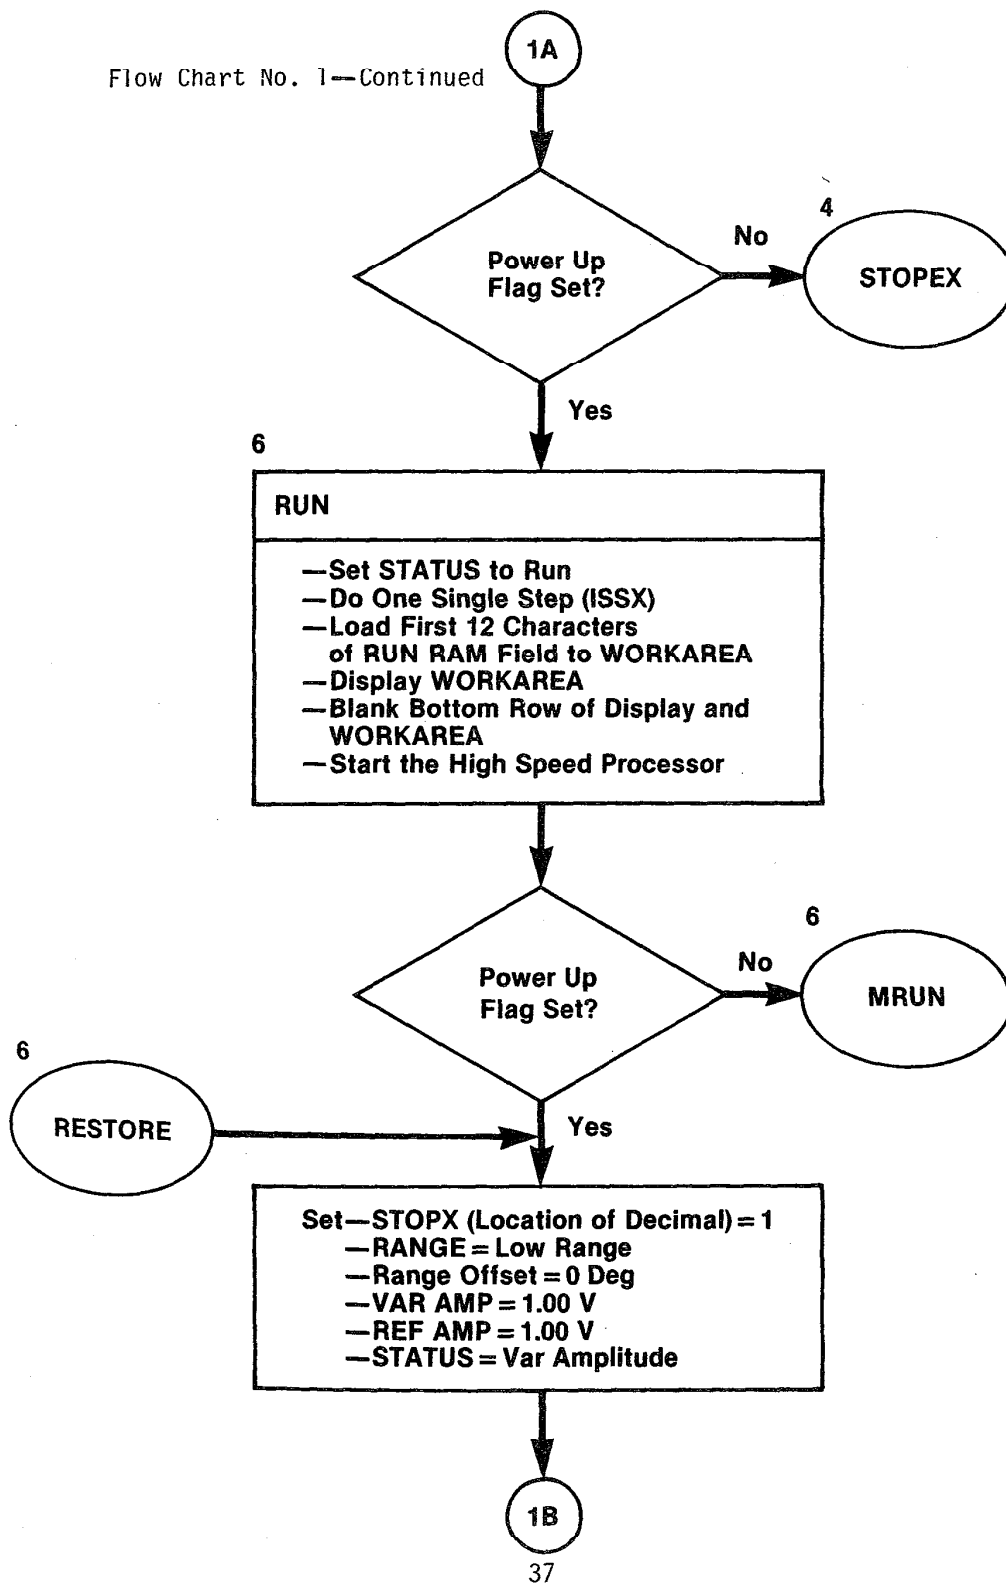 1A
Flow Chart No. 1—Continued
Power Up
Flag Set?
No
4
STOPEX
Yes
6
RUN
—Set STATUS to Run
—Do One Single Step (ISSX)
—Load First 12 Characters
of RUN RAM Field to WORKAREA
—Display WORKAREA
—Blank Bottom Row of Display and
WORKAREA
—Start the High Speed Processor
Power Up
Flag Set?
No
6
MRUN
6
RESTORE
Yes
Set—STOPX (Location of Decimal) = 1
—RANGE = Low Range
—Range Offset = 0 Deg
—VAR AMP = 1.00 V
—REF AMP = 1.00 V
—STATUS = Var Amplitude
1B
37